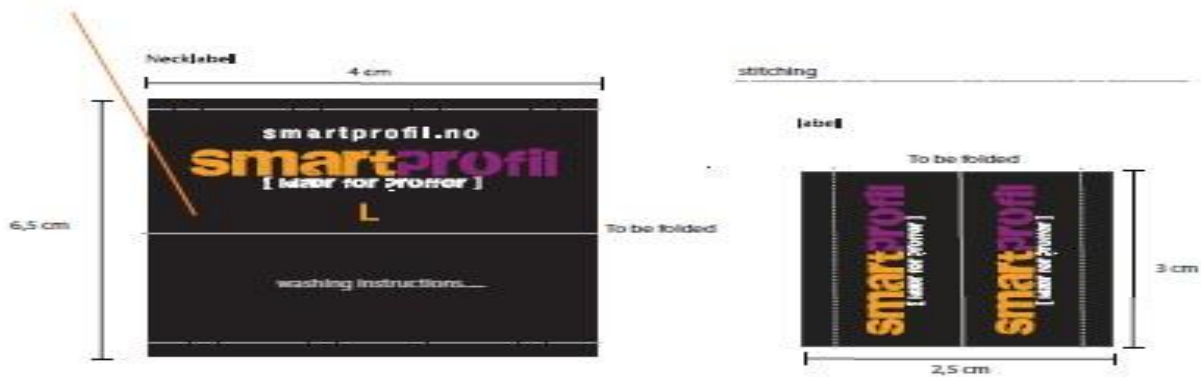 Necklabel
4 cm
smartprofil.no
smartprofil
L
6,5 cm
To be folded
washing instructions....
stitching
label
To be folded
smartprofil
smartprofil
3 cm
2,5 cm